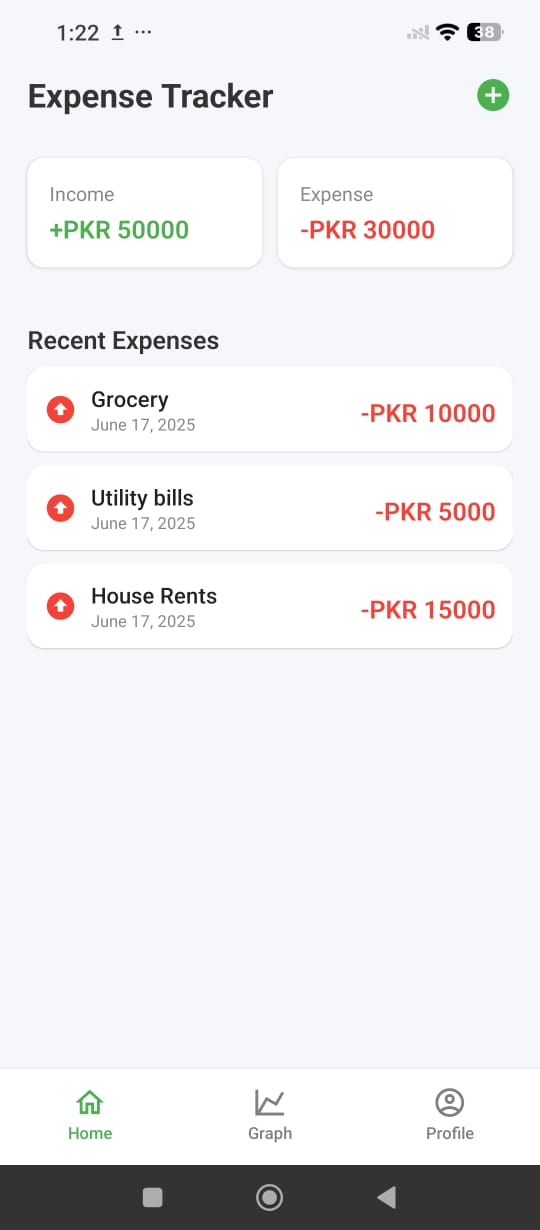 1:22
38
Expense Tracker
Income
+PKR 50000
Expense
-PKR 30000
Recent Expenses
Grocery
June 17, 2025
-PKR 10000
Utility bills
June 17, 2025
-PKR 5000
House Rents
June 17, 2025
-PKR 15000
Home
Graph
Profile